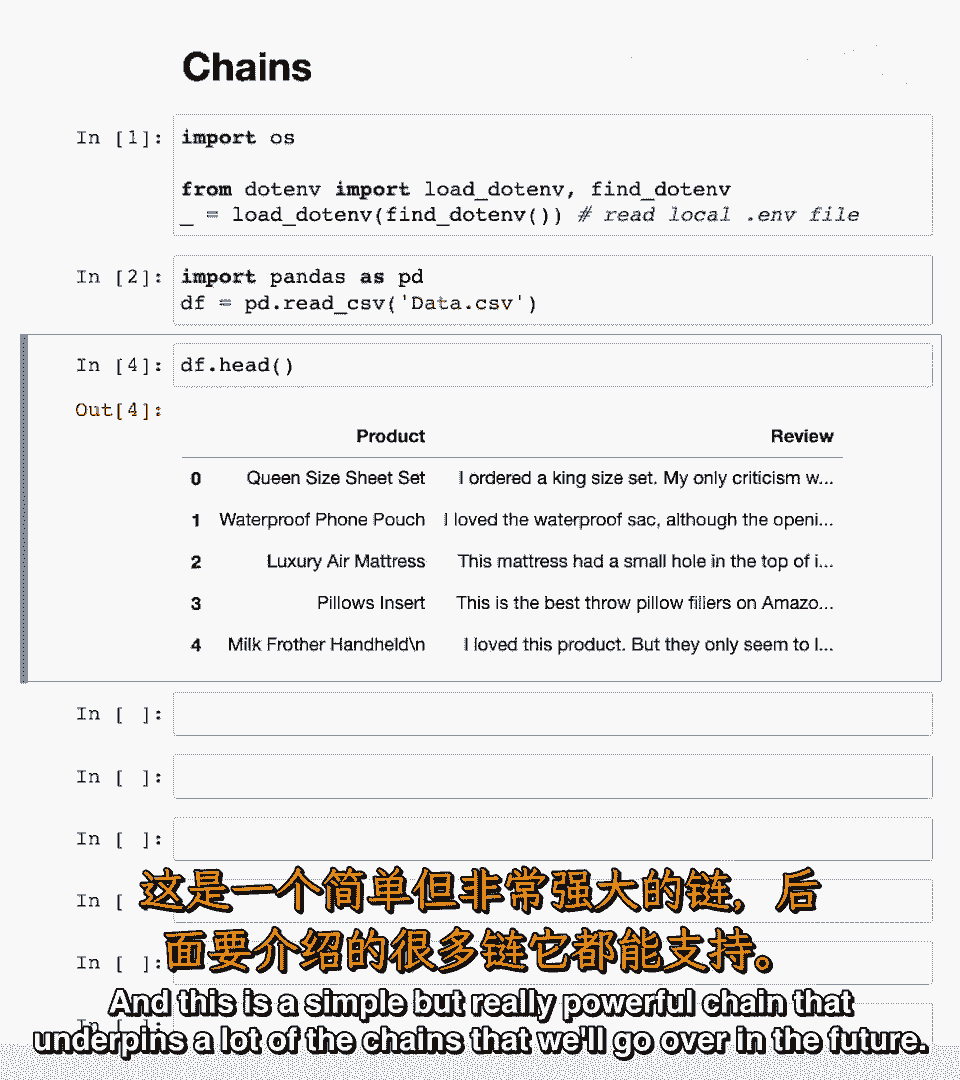 Chains
In [1]:
import os
from dotenv import load_dotenv, find_dotenv
_ = load_dotenv(find_dotenv()) # read local .env file
In [2]:
import pandas as pd
df = pd.read_csv('Data.csv')
In [4]:
df.head()
Out[4]:
Product Review
0 Queen Size Sheet Set I ordered a king size set. My only criticism w...
1 Waterproof Phone Pouch I loved the waterproof sac, although the openi...
2 Luxury Air Mattress This mattress had a small hole in the top of i...
3 Pillows Insert This is the best throw pillow fillers on Amazo...
4 Milk Frother Handheld\n I loved this product. But they only seem to l...
In [ ]:
In [ ]:
In [ ]:
In [
这是一个简单但非常强大的链，后
In [ ]:
面要介绍的很多链它都能支持。
And this is a simple but really powerful chain that
underpins a lot of the chains that we'll go over in the future.